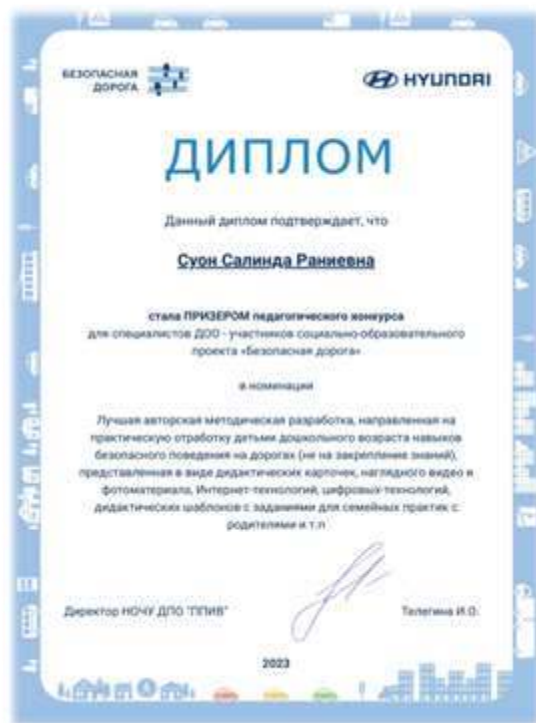 БЕЗОПАСНАЯ
ДОРОГА
HYUNDAI
ДИПЛОМ
Данный диплом подтверждает, что
Суон Салинда Раниевна
стала ПРИЗЕРОМ педагогического конкурса
для специалистов ДОО - участников социально-образовательного
проекта «Безопасная дорога»
в номинации
Лучшая авторская методическая разработка, направленная на
практическую отработку детьми дошкольного возраста навыков
безопасного поведения на дорогах (не на закрепление знаний),
представленная в виде дидактических карточек, наглядного видео и
фотоматериала, Интернет-технологий, цифровых технологий,
дидактических шаблонов с заданиями для семейных практик с
родителями и т.п
Директор НОЧУ ДПО "ППИВ"
Телегина И.О.
2023